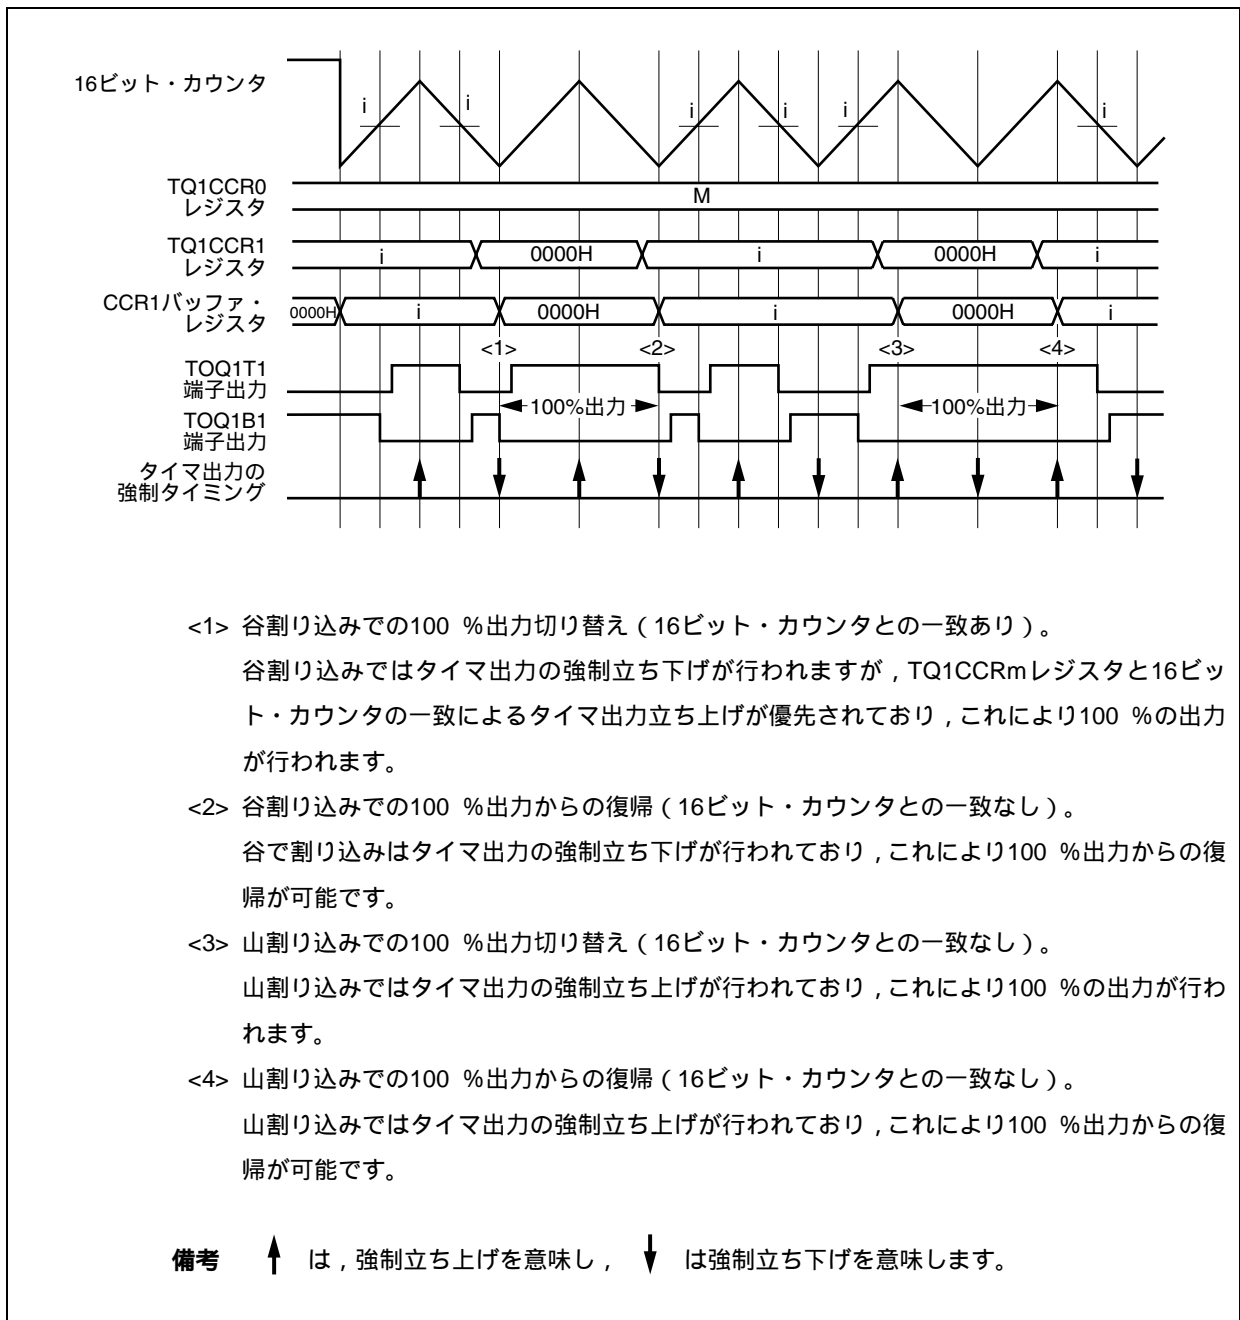 16ビット・カウンタ
i i i i i i
TQ1CCR0
レジスタ
M
TQ1CCR1
レジスタ
i 0000H i 0000H i
CCR1バッファ・
レジスタ
0000H i 0000H i 0000H i
<1> <2> <3> <4>
TOQ1T1
端子出力
100%出力 100%出力
TOQ1B1
端子出力
タイマ出力の
強制タイミング
<1> 谷割り込みでの100 %出力切り替え（16ビット・カウンタとの一致あり）。
谷割り込みではタイマ出力の強制立ち下げが行われますが，TQ1CCRmレジスタと16ビッ
ト・カウンタの一致によるタイマ出力立ち上げが優先されており，これにより100 %の出力
が行われます。
<2> 谷割り込みでの100 %出力からの復帰（16ビット・カウンタとの一致なし）。
谷で割り込みはタイマ出力の強制立ち下げが行われており，これにより100 %出力からの復
帰が可能です。
<3> 山割り込みでの100 %出力切り替え（16ビット・カウンタとの一致なし）。
山割り込みではタイマ出力の強制立ち上げが行われており，これにより100 %の出力が行わ
れます。
<4> 山割り込みでの100 %出力からの復帰（16ビット・カウンタとの一致なし）。
山割り込みではタイマ出力の強制立ち上げが行われており，これにより100 %出力からの復
帰が可能です。
備考 ↑ は，強制立ち上げを意味し， ↓ は強制立ち下げを意味します。